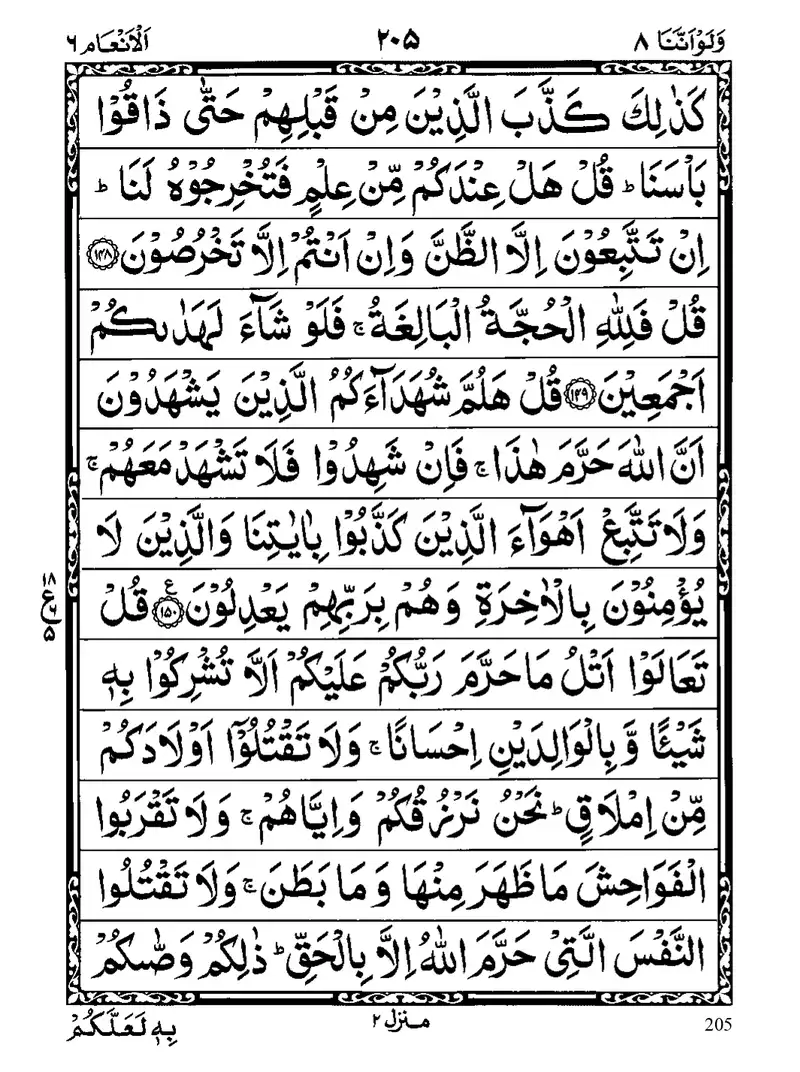 وَلَوْاَنَّنَا ٨ ٢٠٥ اَلْاَنْعَام ٦
كَذٰلِكَ كَذَّبَ الَّذِيْنَ مِنْ قَبْلِهِمْ حَتّٰى ذَاقُوْا
بَاْسَنَا ؕ قُلْ هَلْ عِنْدَكُمْ مِّنْ عِلْمٍ فَتُخْرِجُوْهُ لَنَا ؕ
اِنْ تَتَّبِعُوْنَ اِلَّا الظَّنَّ وَاِنْ اَنْتُمْ اِلَّا تَخْرُصُوْنَ ﴿١٤٨﴾
قُلْ فَلِلّٰهِ الْحُجَّةُ الْبَالِغَةُ ۚ فَلَوْ شَآءَ لَهَدٰىكُمْ
اَجْمَعِيْنَ ﴿١٤٩﴾ قُلْ هَلُمَّ شُهَدَآءَكُمُ الَّذِيْنَ يَشْهَدُوْنَ
اَنَّ اللّٰهَ حَرَّمَ هٰذَا ۚ فَاِنْ شَهِدُوْا فَلَا تَشْهَدْ مَعَهُمْ ۚ
وَلَا تَتَّبِعْ اَهْوَآءَ الَّذِيْنَ كَذَّبُوْا بِاٰيٰتِنَا وَالَّذِيْنَ لَا
يُؤْمِنُوْنَ بِالْاٰخِرَةِ وَهُمْ بِرَبِّهِمْ يَعْدِلُوْنَ ﴿١٥٠﴾ ع قُلْ
١٨
ع ٦
٥
تَعَالَوْا اَتْلُ مَا حَرَّمَ رَبُّكُمْ عَلَيْكُمْ اَلَّا تُشْرِكُوْا بِهٖ
شَيْـًٔا وَّ بِالْوَالِدَيْنِ اِحْسَانًا ۚ وَلَا تَقْتُلُوْۤا اَوْلَادَكُمْ
مِّنْ اِمْلَاقٍ ؕ نَحْنُ نَرْزُقُكُمْ وَاِيَّاهُمْ ۚ وَلَا تَقْرَبُوا
الْفَوَاحِشَ مَا ظَهَرَ مِنْهَا وَ مَا بَطَنَ ۚ وَلَا تَقْتُلُوا
النَّفْسَ الَّتِيْ حَرَّمَ اللّٰهُ اِلَّا بِالْحَقِّ ؕ ذٰلِكُمْ وَصّٰىكُمْ
بِهٖ لَعَلَّكُمْ منزل ٢ 205